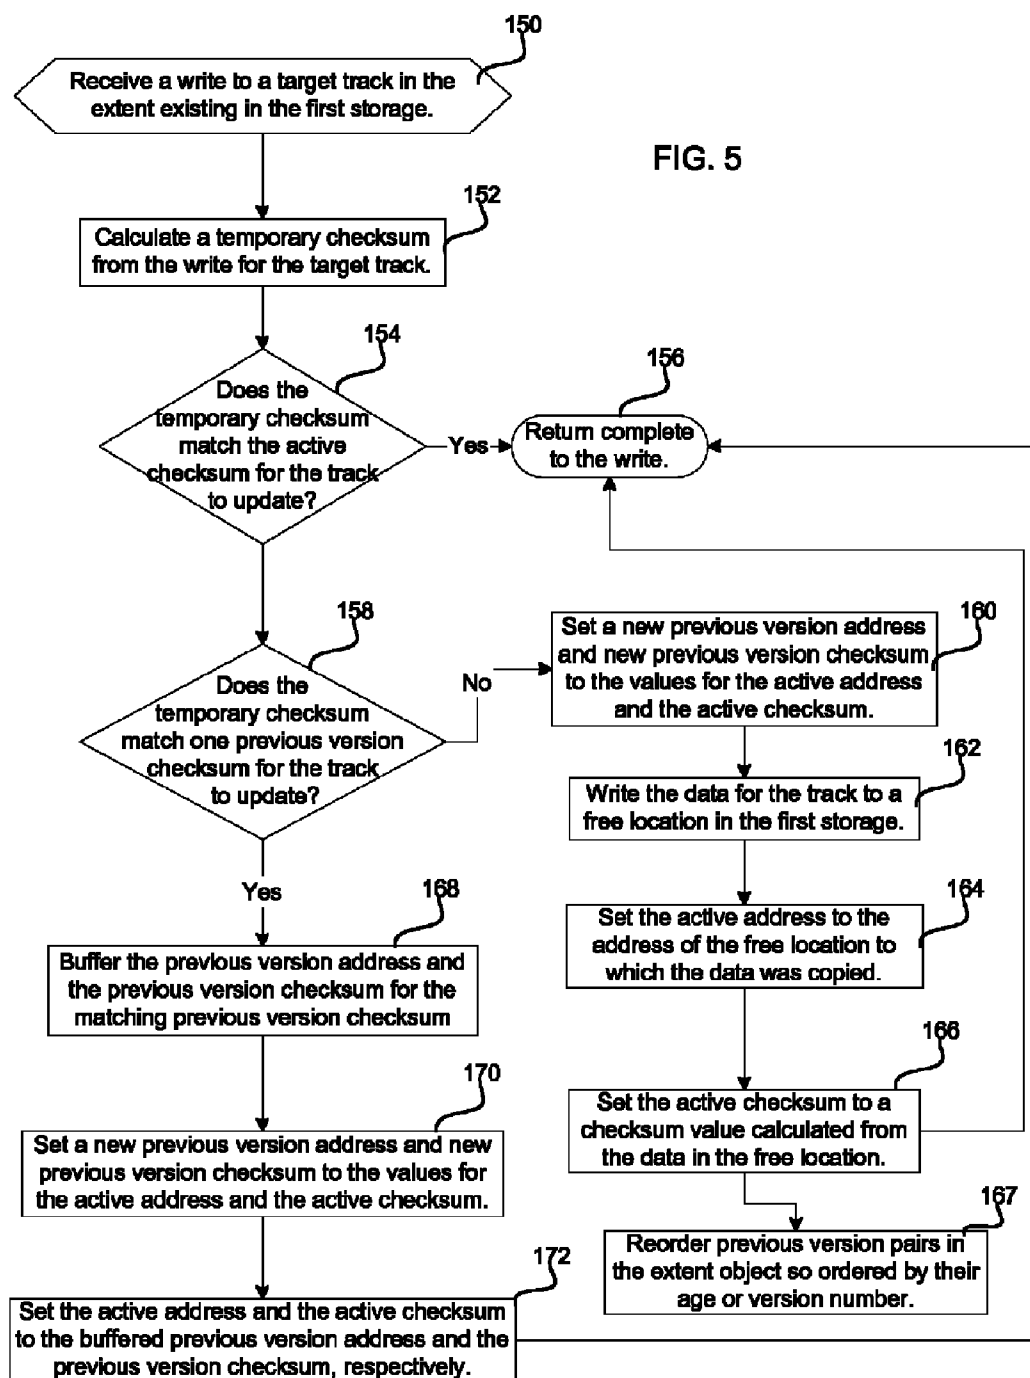 150
Receive a write to a target track in the
extent existing in the first storage.
FIG. 5
152
Calculate a temporary checksum
from the write for the target track.
154
Does the
temporary checksum
match the active
checksum for the track
to update?
Yes
156
Return complete
to the write.
158
Does the
temporary checksum
match one previous version
checksum for the track
to update?
No
160
Set a new previous version address
and new previous version checksum
to the values for the active address
and the active checksum.
162
Write the data for the track to a
free location in the first storage.
164
Set the active address to the
address of the free location to
which the data was copied.
166
Set the active checksum to a
checksum value calculated from
the data in the free location.
167
Reorder previous version pairs in
the extent object so ordered by their
age or version number.
Yes
168
Buffer the previous version address and
the previous version checksum for the
matching previous version checksum
170
Set a new previous version address and new
previous version checksum to the values for
the active address and the active checksum.
172
Set the active address and the active checksum
to the buffered previous version address and the
previous version checksum, respectively.